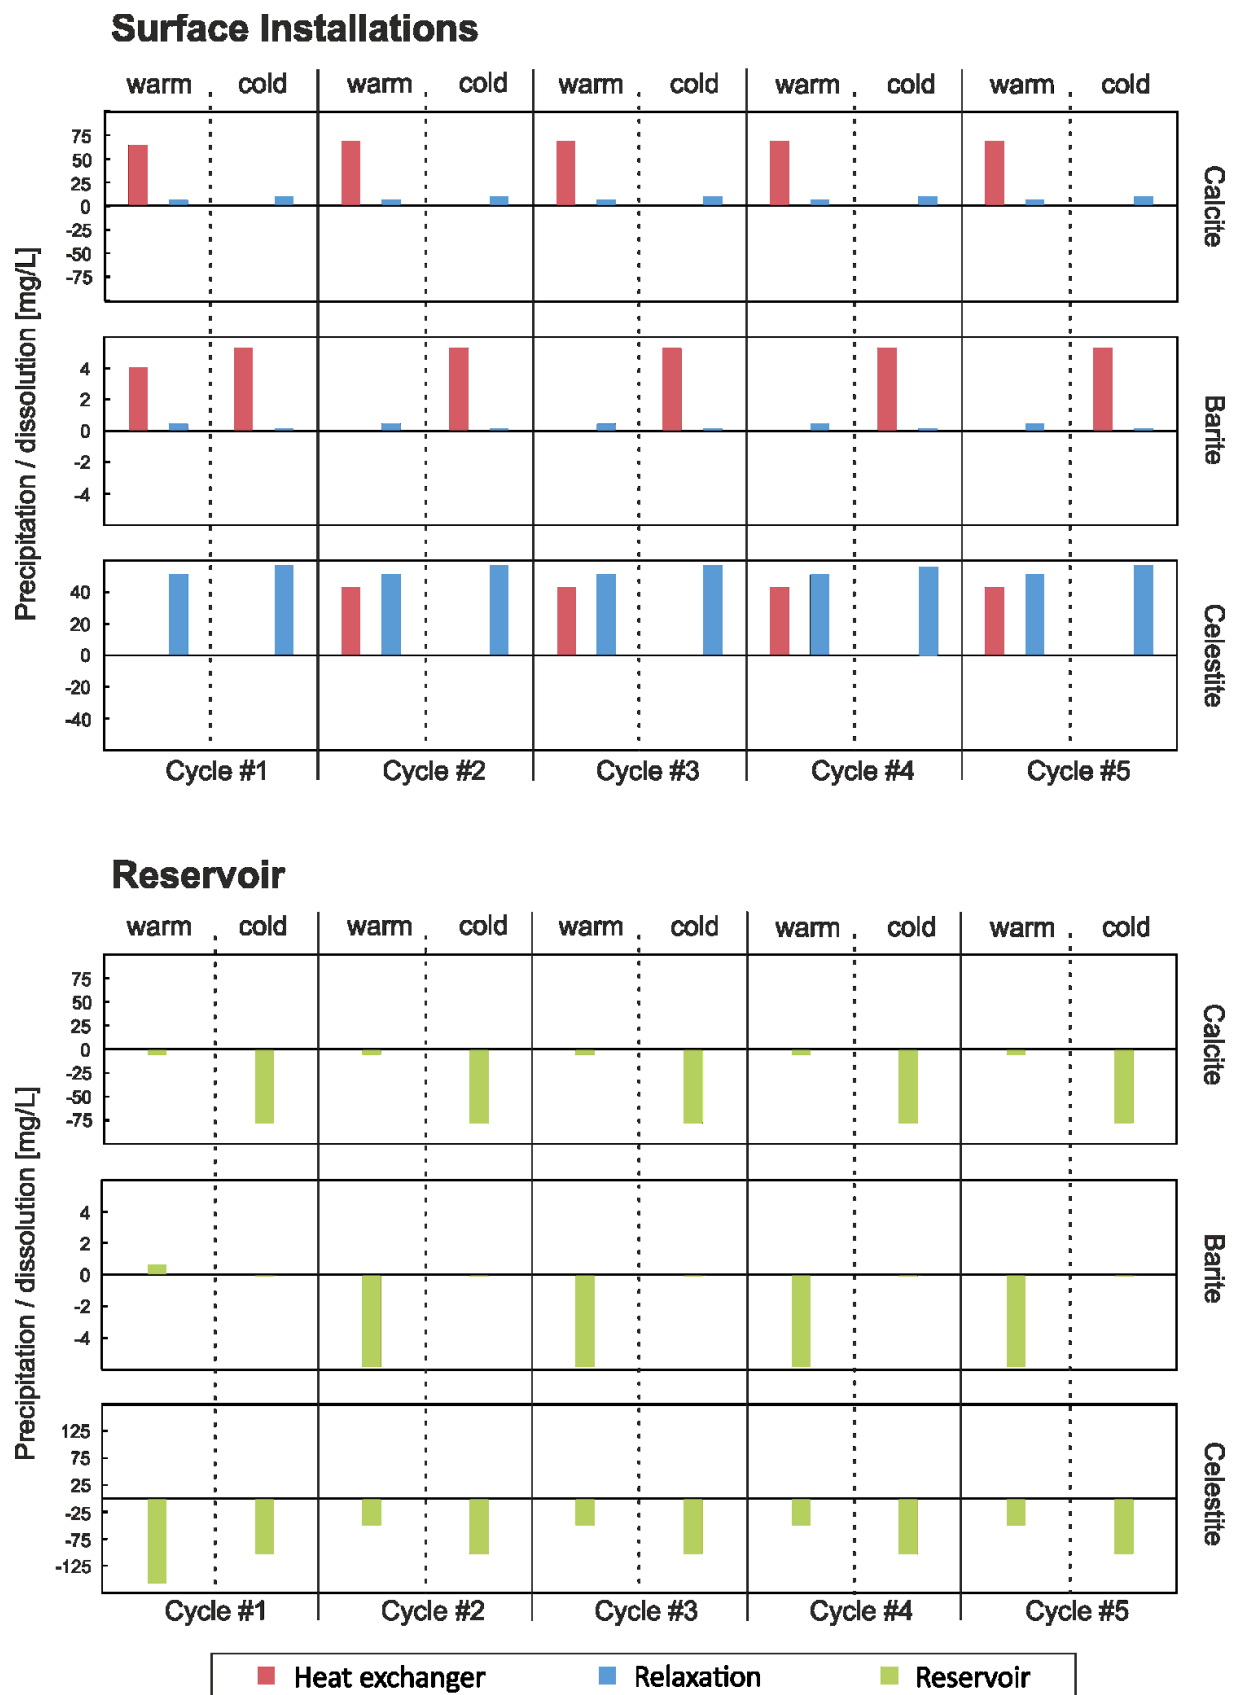 Surface Installations
warm cold warm cold warm cold warm cold warm cold
75
50
25
0
-25
-50
-75
Calcite
4
2
0
-2
-4
Barite
40
20
0
-20
-40
Celestite
Precipitation / dissolution [mg/L]
Cycle #1 Cycle #2 Cycle #3 Cycle #4 Cycle #5
Reservoir
warm cold warm cold warm cold warm cold warm cold
75
50
25
0
-25
-50
-75
Calcite
4
2
0
-2
-4
Barite
125
75
25
-25
-75
-125
Celestite
Precipitation / dissolution [mg/L]
Cycle #1 Cycle #2 Cycle #3 Cycle #4 Cycle #5
Heat exchanger Relaxation Reservoir